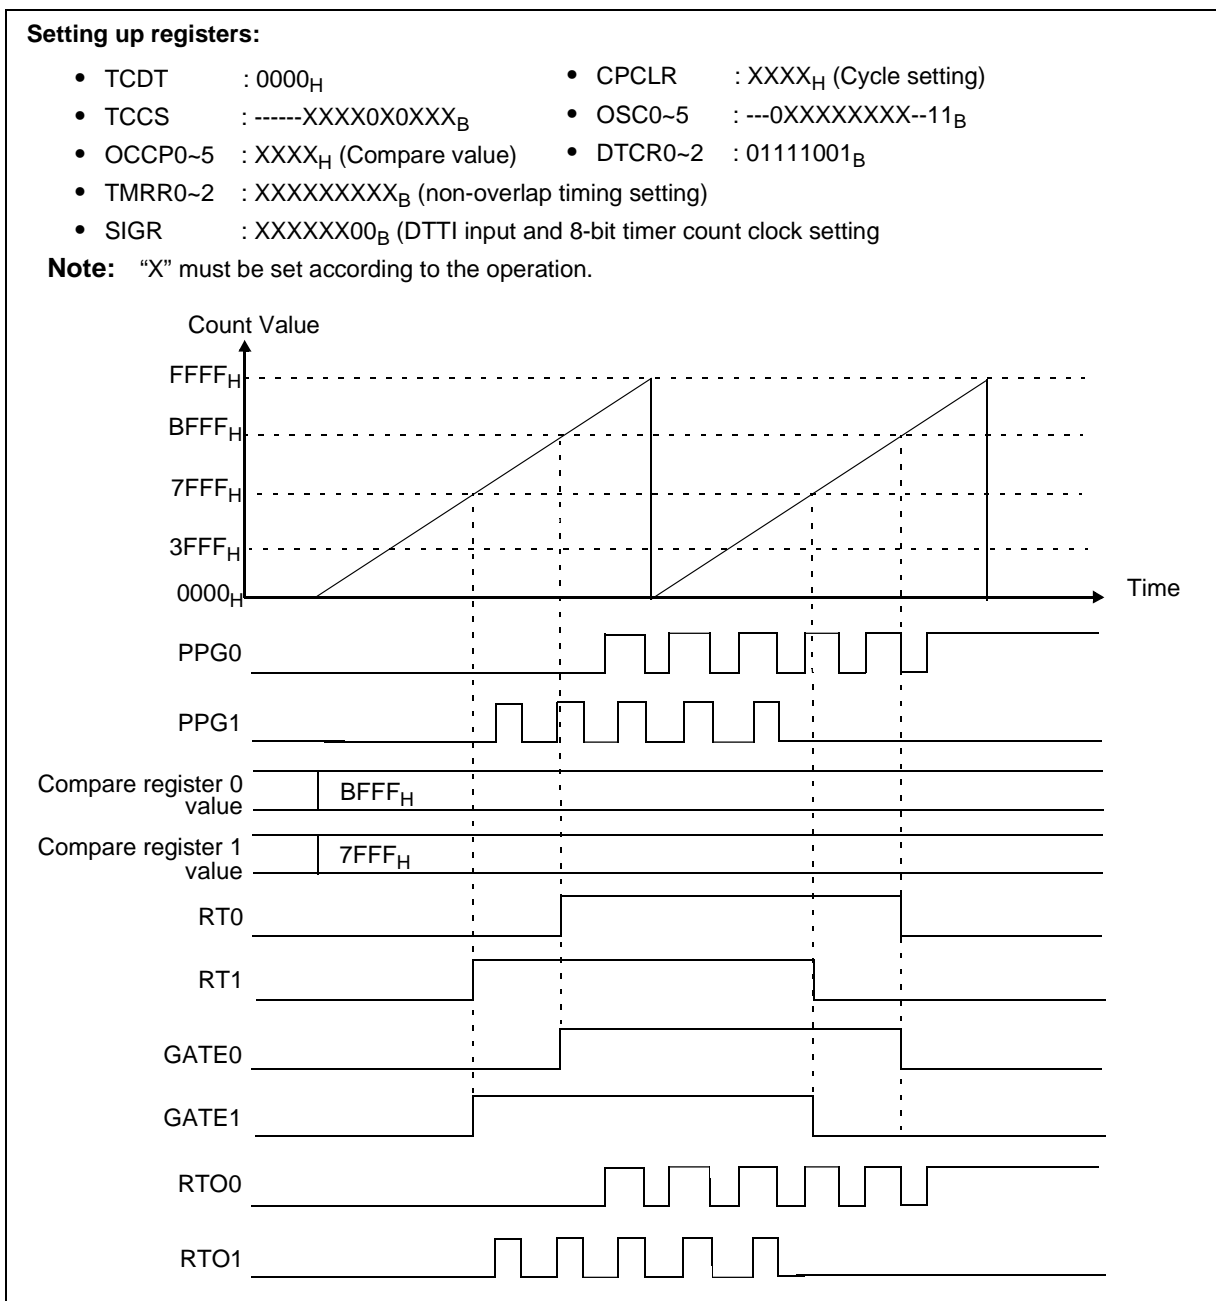 Setting up registers:
• TCDT : 0000H
• CPCLR : XXXXH (Cycle setting)
• TCCS : ------XXXX0X0XXXB
• OSC0~5 : ---0XXXXXXXX--11B
• OCCP0~5 : XXXXH (Compare value)
• DTCR0~2 : 01111001B
• TMRR0~2 : XXXXXXXXXB (non-overlap timing setting)
• SIGR : XXXXXX00B (DTTI input and 8-bit timer count clock setting
Note: “X” must be set according to the operation.
Count Value
FFFFH
BFFFH
7FFFH
3FFFH
0000H
Time
PPG0
PPG1
Compare register 0
value
BFFFH
Compare register 1
value
7FFFH
RT0
RT1
GATE0
GATE1
RTO0
RTO1